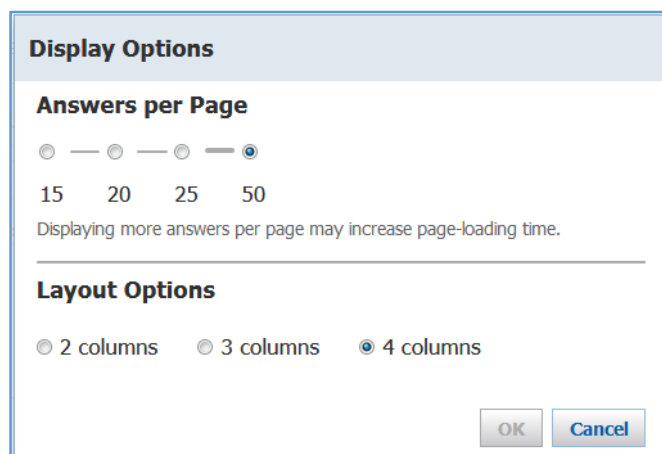 Display Options
Answers per Page
15 20 25 50
Displaying more answers per page may increase page-loading time.
Layout Options
2 columns 3 columns 4 columns
OK Cancel